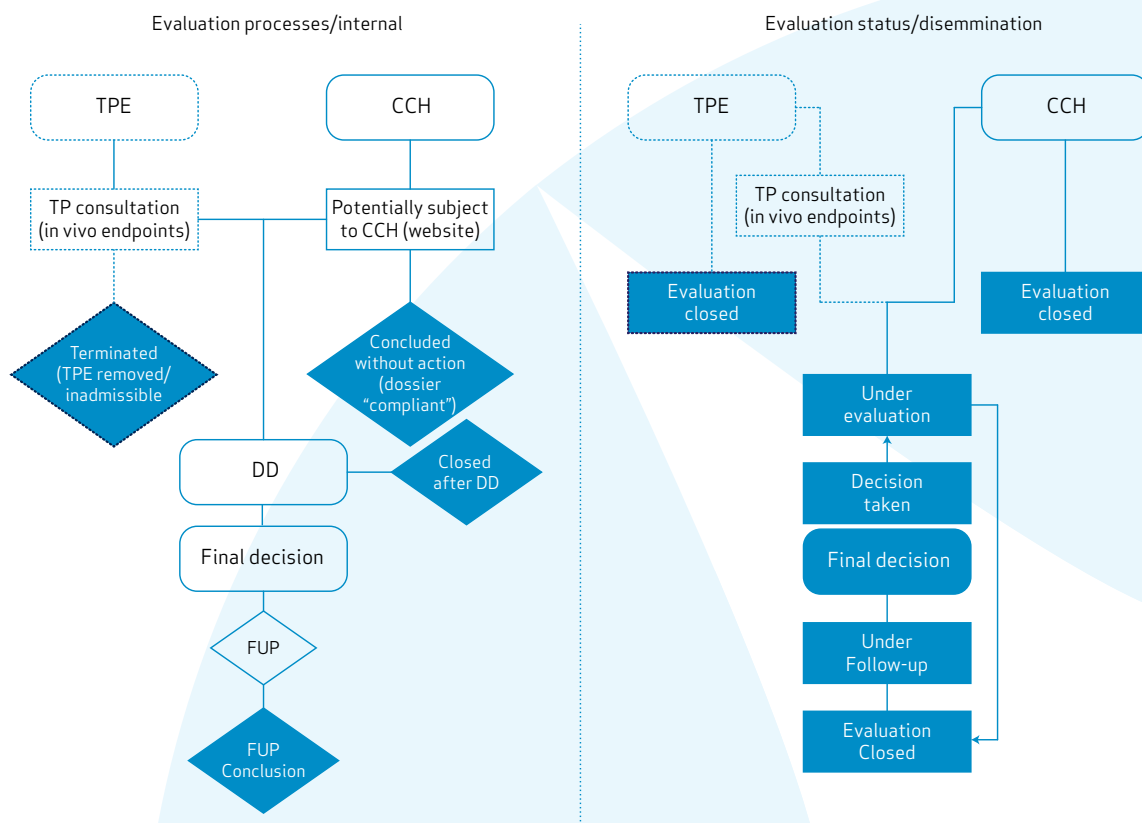 Evaluation processes/internal
TPE
CCH
TP consultation
(in vivo endpoints)
Potentially subject
to CCH (website)
Terminated
(TPE removed/
inadmissible
Concluded
without action
(dossier
“compliant”)
DD
Closed
after DD
Final decision
FUP
FUP
Conclusion
Evaluation status/disemmination
TPE
CCH
TP consultation
(in vivo endpoints)
Evaluation
closed
Evaluation
closed
Under
evaluation
Decision
taken
Final decision
Under
Follow-up
Evaluation
Closed